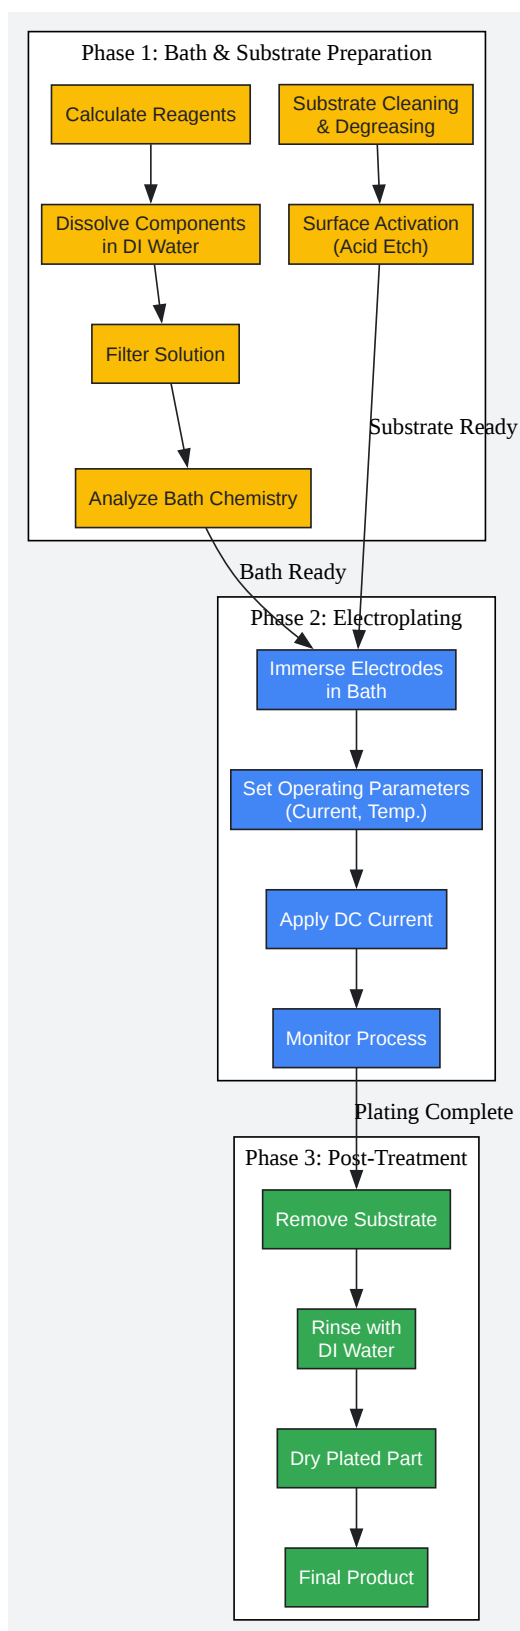 Phase 1: Bath & Substrate Preparation
Calculate Reagents
Substrate Cleaning
& Degreasing
Dissolve Components
in DI Water
Surface Activation
(Acid Etch)
Filter Solution
Substrate Ready
Analyze Bath Chemistry
Bath Ready
Phase 2: Electroplating
Immerse Electrodes
in Bath
Set Operating Parameters
(Current, Temp.)
Apply DC Current
Monitor Process
Plating Complete
Phase 3: Post-Treatment
Remove Substrate
Rinse with
DI Water
Dry Plated Part
Final Product